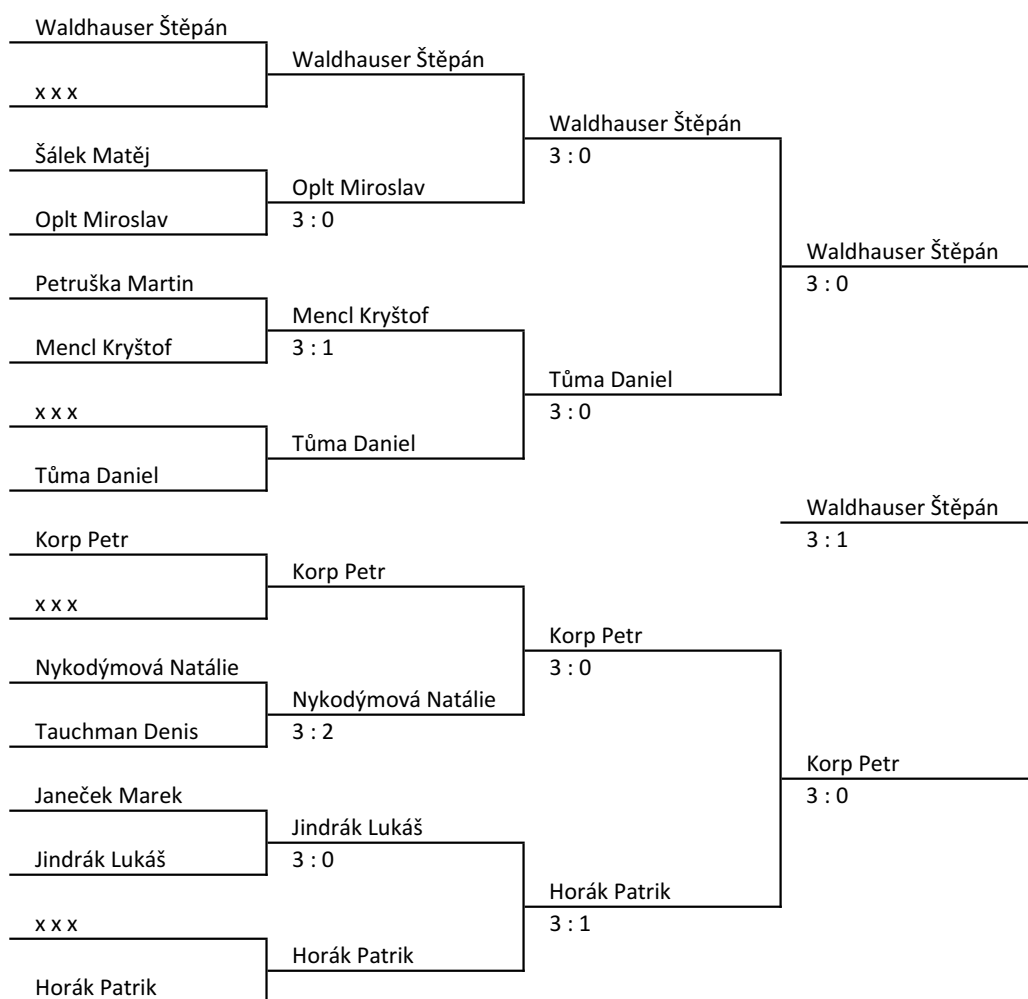 Waldhauser Štěpán
Waldhauser Štěpán
x x x
Waldhauser Štěpán
3 : 0
Šálek Matěj
Oplt Miroslav
3 : 0
Oplt Miroslav
Waldhauser Štěpán
3 : 0
Petruška Martin
Mencl Kryštof
3 : 1
Mencl Kryštof
Tůma Daniel
3 : 0
x x x
Tůma Daniel
Tůma Daniel
Waldhauser Štěpán
3 : 1
Korp Petr
Korp Petr
x x x
Korp Petr
3 : 0
Nykodýmová Natálie
Nykodýmová Natálie
3 : 2
Tauchman Denis
Korp Petr
3 : 0
Janeček Marek
Jindrák Lukáš
3 : 0
Jindrák Lukáš
Horák Patrik
3 : 1
x x x
Horák Patrik
Horák Patrik